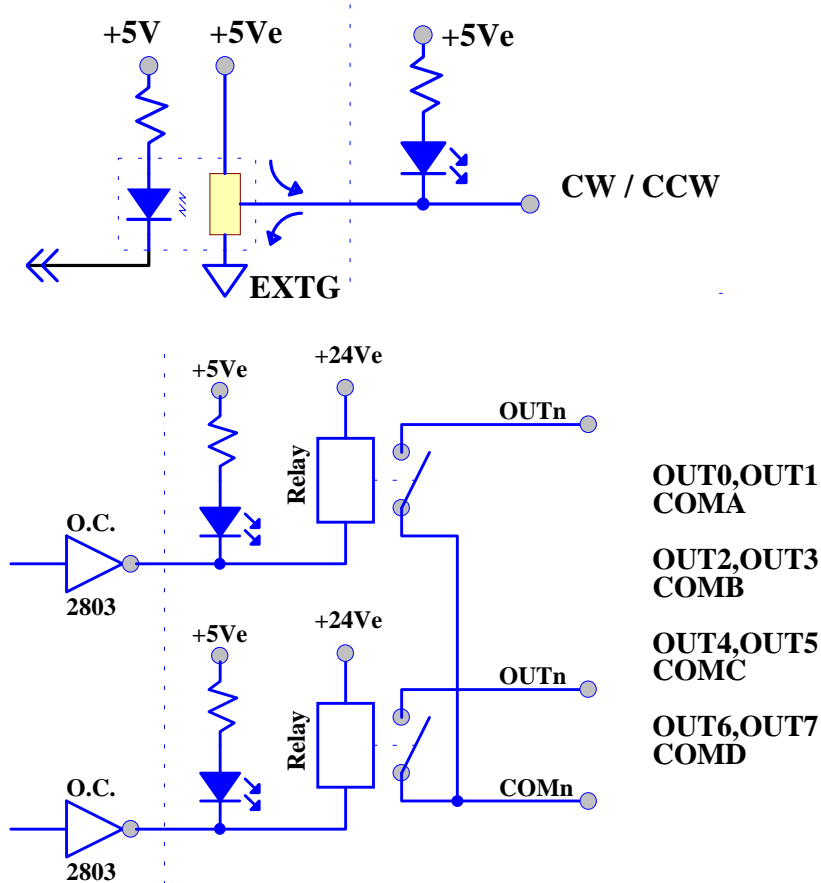 +5V
+5Ve
+5Ve
CW / CCW
EXTG
+5Ve
+24Ve
OUTn
Relay
O.C.
2803
OUT0,OUT1
COMA
OUT2,OUT3
COMB
OUT4,OUT5
COMC
OUT6,OUT7
COMD
+5Ve
+24Ve
OUTn
Relay
COMn
O.C.
2803